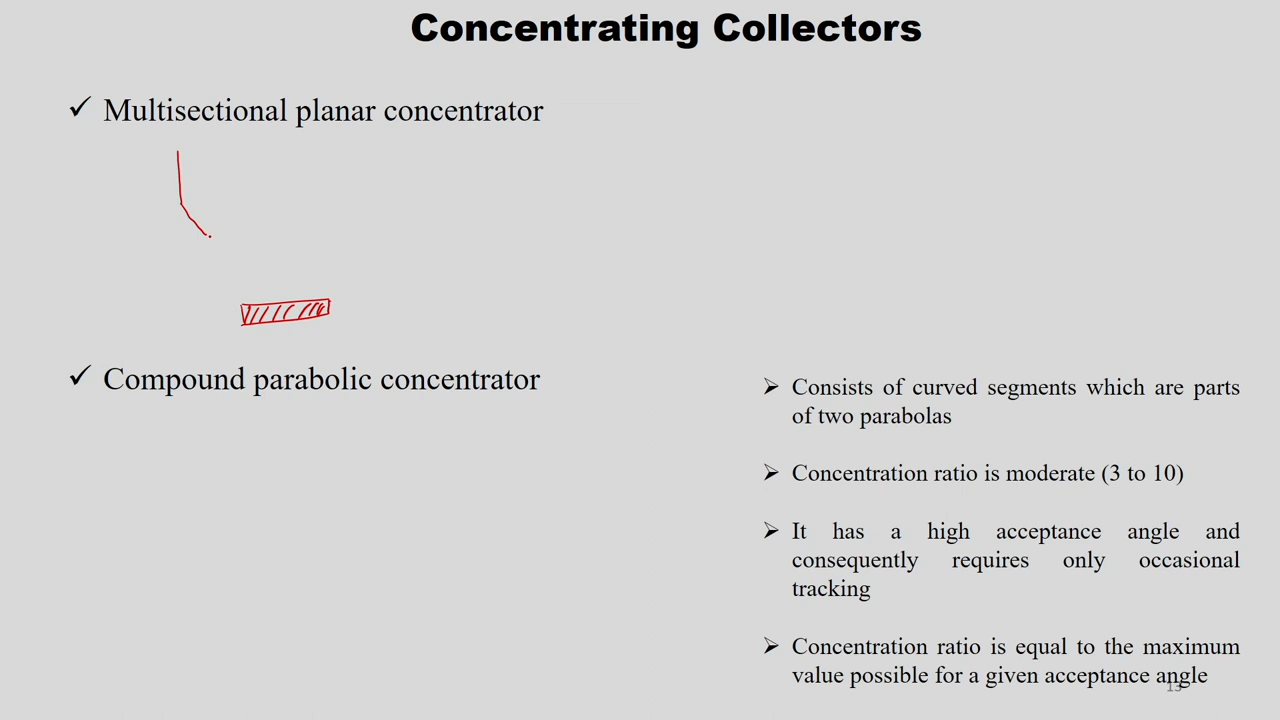 Concentrating Collectors
✓ Multisectional planar concentrator
✓ Compound parabolic concentrator
➢ Consists of curved segments which are parts
of two parabolas
➢ Concentration ratio is moderate (3 to 10)
➢ It has a high acceptance angle and
consequently requires only occasional
tracking
➢ Concentration ratio is equal to the maximum
value possible for a given acceptance angle
13